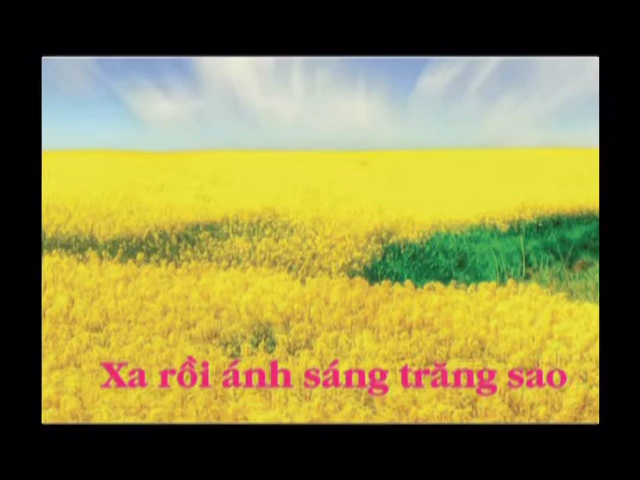 Xa rồi ánh sáng trăng sao